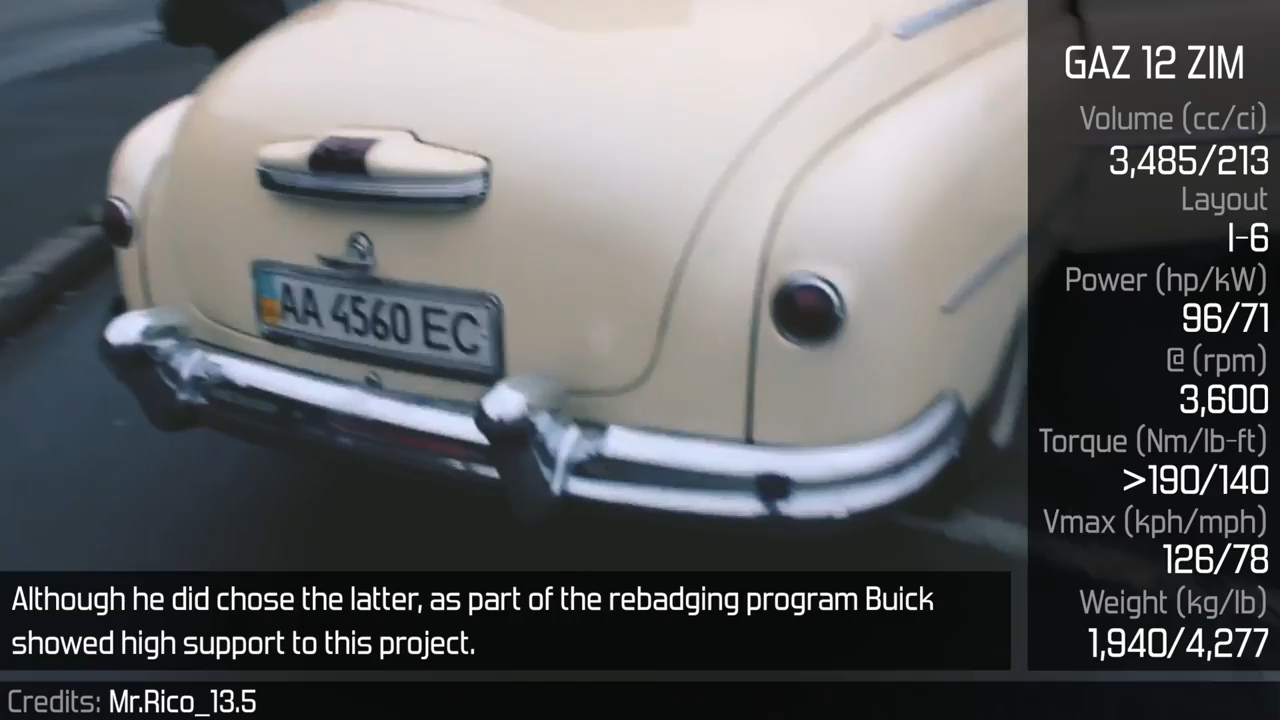 GAZ 12 ZIM
Volume (cc/ci)
3,485/213
Layout
I-6
Power (hp/kW)
96/71
@ (rpm)
3,600
Torque (Nm/lb-ft)
>190/140
Vmax (kph/mph)
126/78
Weight (kg/lb)
1,940/4,277
AA 4560 EC
Although he did chose the latter, as part of the rebadging program Buick
showed high support to this project.
Credits: Mr.Rico_13.5